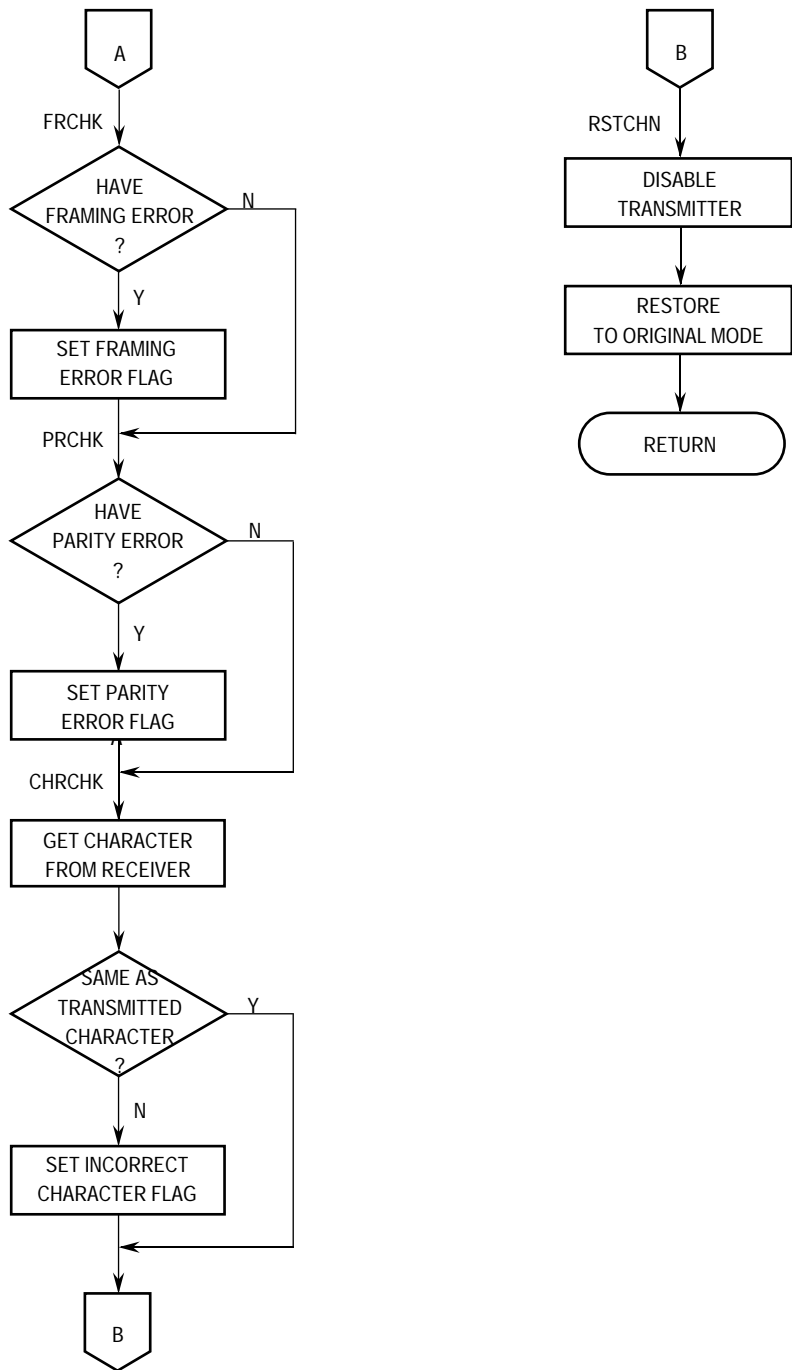 A
FRCHK
HAVE
FRAMING ERROR
?
N
Y
SET FRAMING
ERROR FLAG
PRCHK
HAVE
PARITY ERROR
?
N
Y
SET PARITY
ERROR FLAG
CHRCHK
GET CHARACTER
FROM RECEIVER
SAME AS
TRANSMITTED
CHARACTER
?
Y
N
SET INCORRECT
CHARACTER FLAG
B
B
RSTCHN
DISABLE
TRANSMITTER
RESTORE
TO ORIGINAL MODE
RETURN